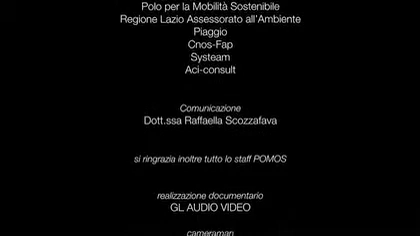 Polo per la Mobilità Sostenibile
Regione Lazio Assessorato all'Ambiente
Piaggio
Cnos-Fap
Systeam
Aci-consult
Comunicazione
Dott.ssa Raffaella Scozzafava
si ringrazia inoltre tutto lo staff POMOS
realizzazione documentario
GL AUDIO VIDEO
cameraman